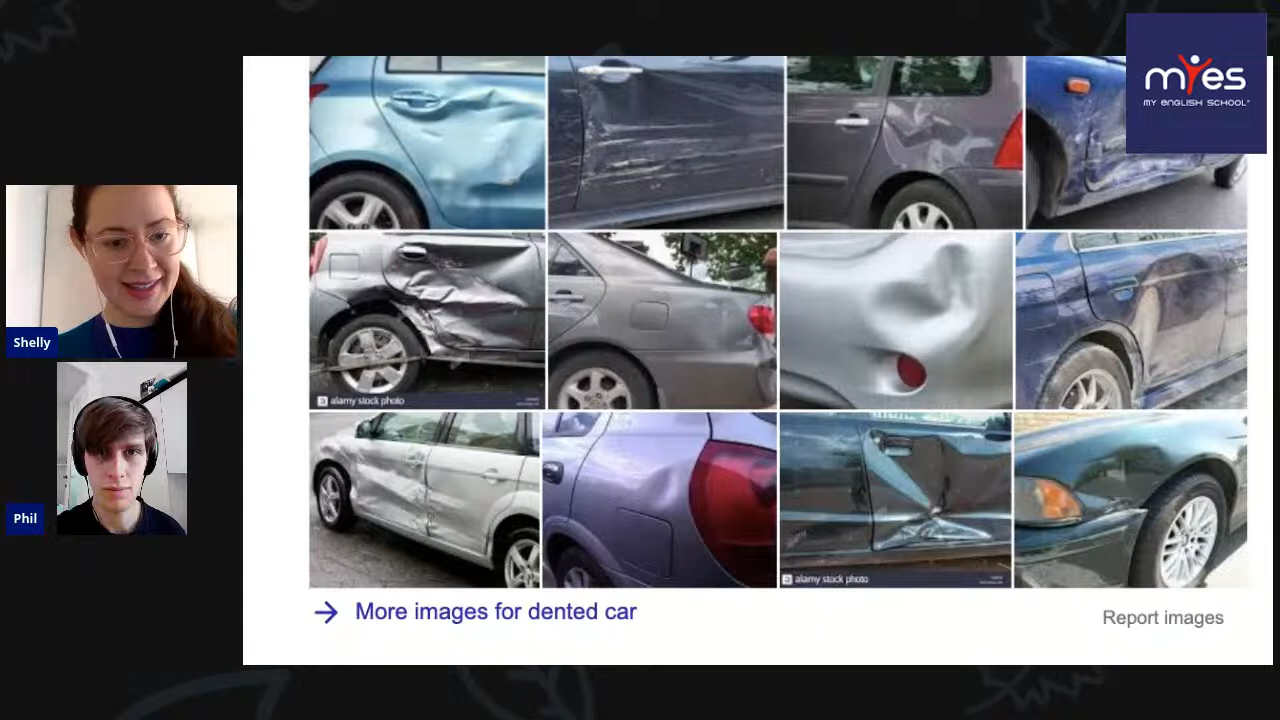 myes
MY ENGLISH SCHOOL
Shelly
a alamy stock photo
Phil
a alamy stock photo
More images for dented car
Report images